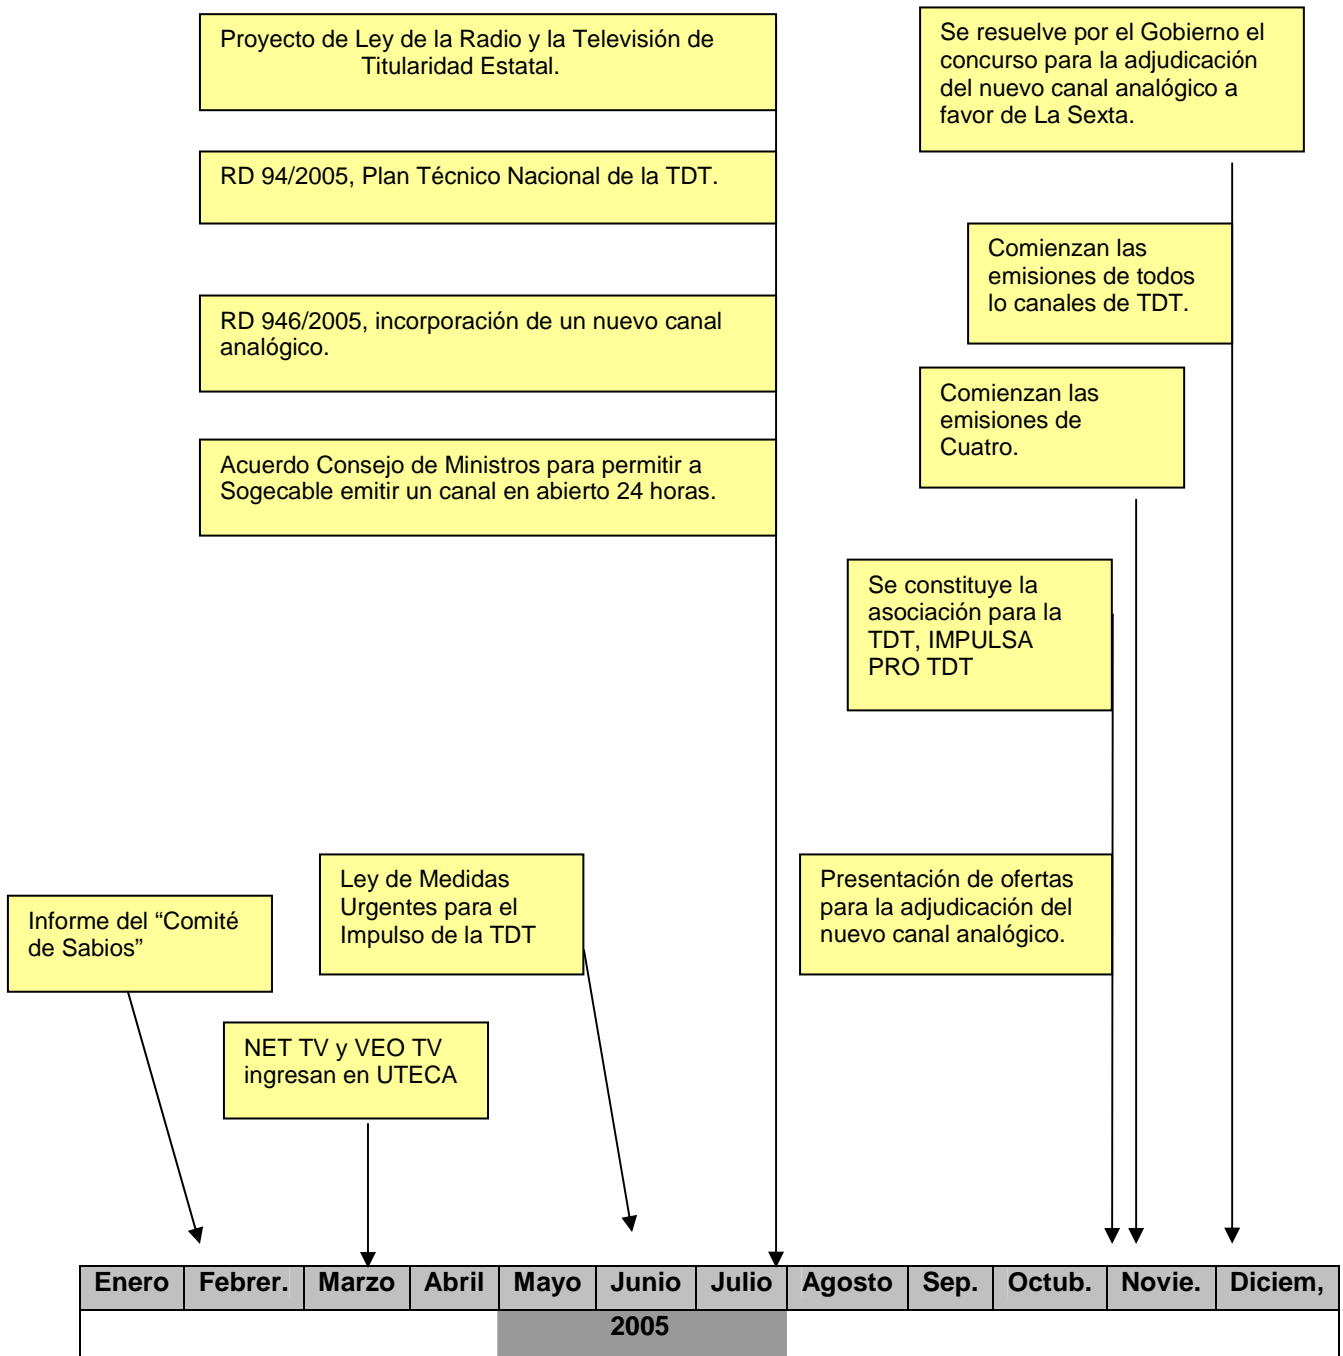 Proyecto de Ley de la Radio y la Televisión de
Titularidad Estatal.
Se resuelve por el Gobierno el
concurso para la adjudicación
del nuevo canal analógico a
favor de La Sexta.
RD 94/2005, Plan Técnico Nacional de la TDT.
Comienzan las
emisiones de todos
lo canales de TDT.
RD 946/2005, incorporación de un nuevo canal
analógico.
Comienzan las
emisiones de
Cuatro.
Acuerdo Consejo de Ministros para permitir a
Sogecable emitir un canal en abierto 24 horas.
Se constituye la
asociación para la
TDT, IMPULSA
PRO TDT
Ley de Medidas
Urgentes para el
Impulso de la TDT
Presentación de ofertas
para la adjudicación del
nuevo canal analógico.
Informe del “Comité
de Sabios”
NET TV y VEO TV
ingresan en UTECA
Enero Febrer. Marzo Abril Mayo Junio Julio Agosto Sep. Octub. Novie. Diciem,
2005